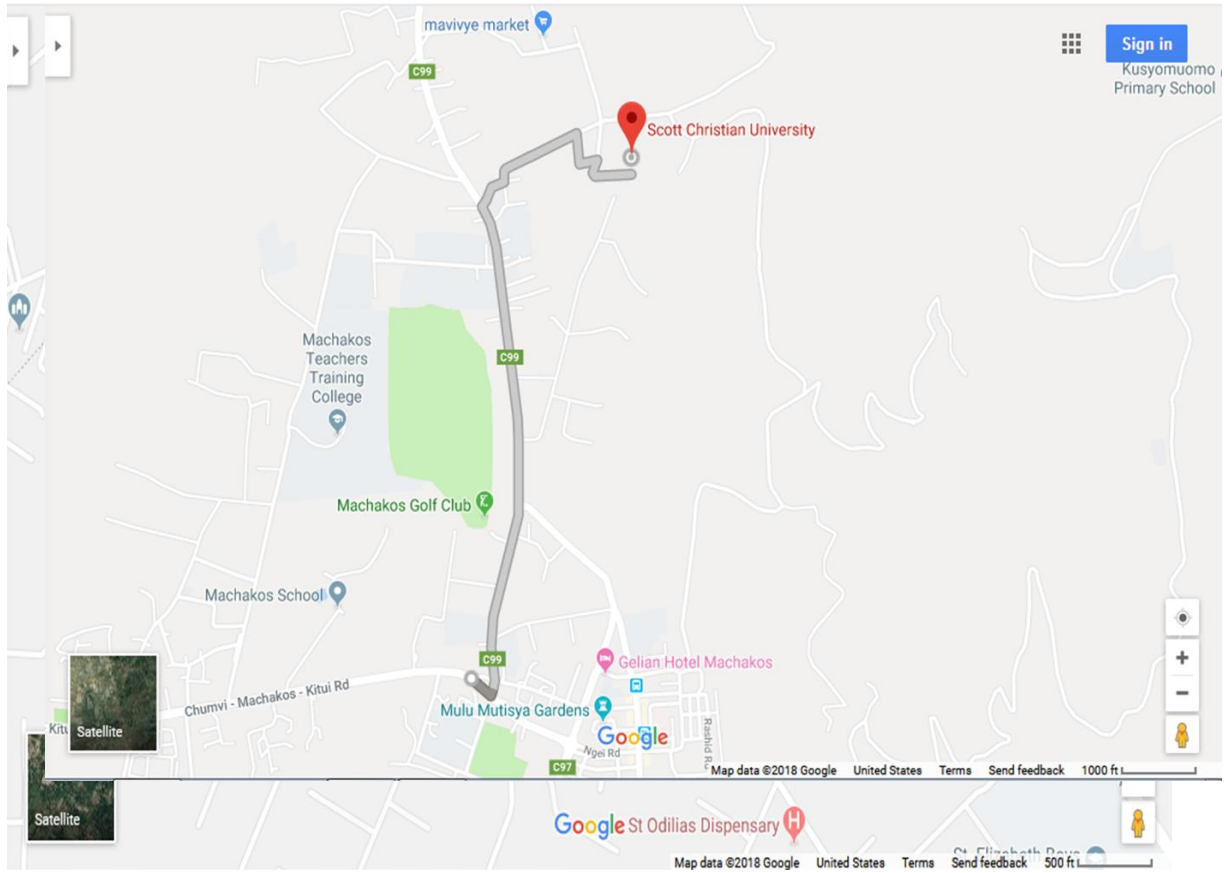 mavivye market
Sign in
C99
Kusyomuomo
Primary School
Scott Christian University
Machakos
Teachers
Training
College
C99
Machakos Golf Club
Machakos School
C99
Gelian Hotel Machakos
Chumvi - Machakos - Kitui Rd
Mulu Mutisya Gardens
Satellite
Google
Ngei Rd
Rashid
C97
Map data ©2018 Google United States Terms Send feedback 1000 ft
Satellite
Google
St Odilias Dispensary
Map data ©2018 Google United States Terms Send feedback 500 ft